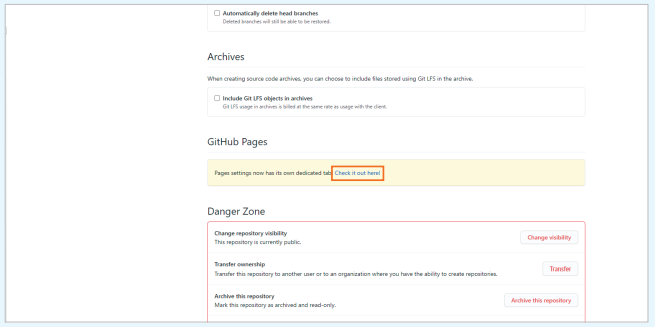 Automatically delete head branches
Deleted branches will still be able to be restored.
Archives
When creating source code archives, you can choose to include files stored using Git LFS in the archive.
Include Git LFS objects in archives
Git LFS usage in archives is billed at the same rate as usage with the client.
GitHub Pages
Pages settings now has its own dedicated tab! Check it out here!
Danger Zone
Change repository visibility
This repository is currently public.
Change visibility
Transfer ownership
Transfer this repository to another user or to an organization where you have the ability to create repositories.
Transfer
Archive this repository
Mark this repository as archived and read-only.
Archive this repository